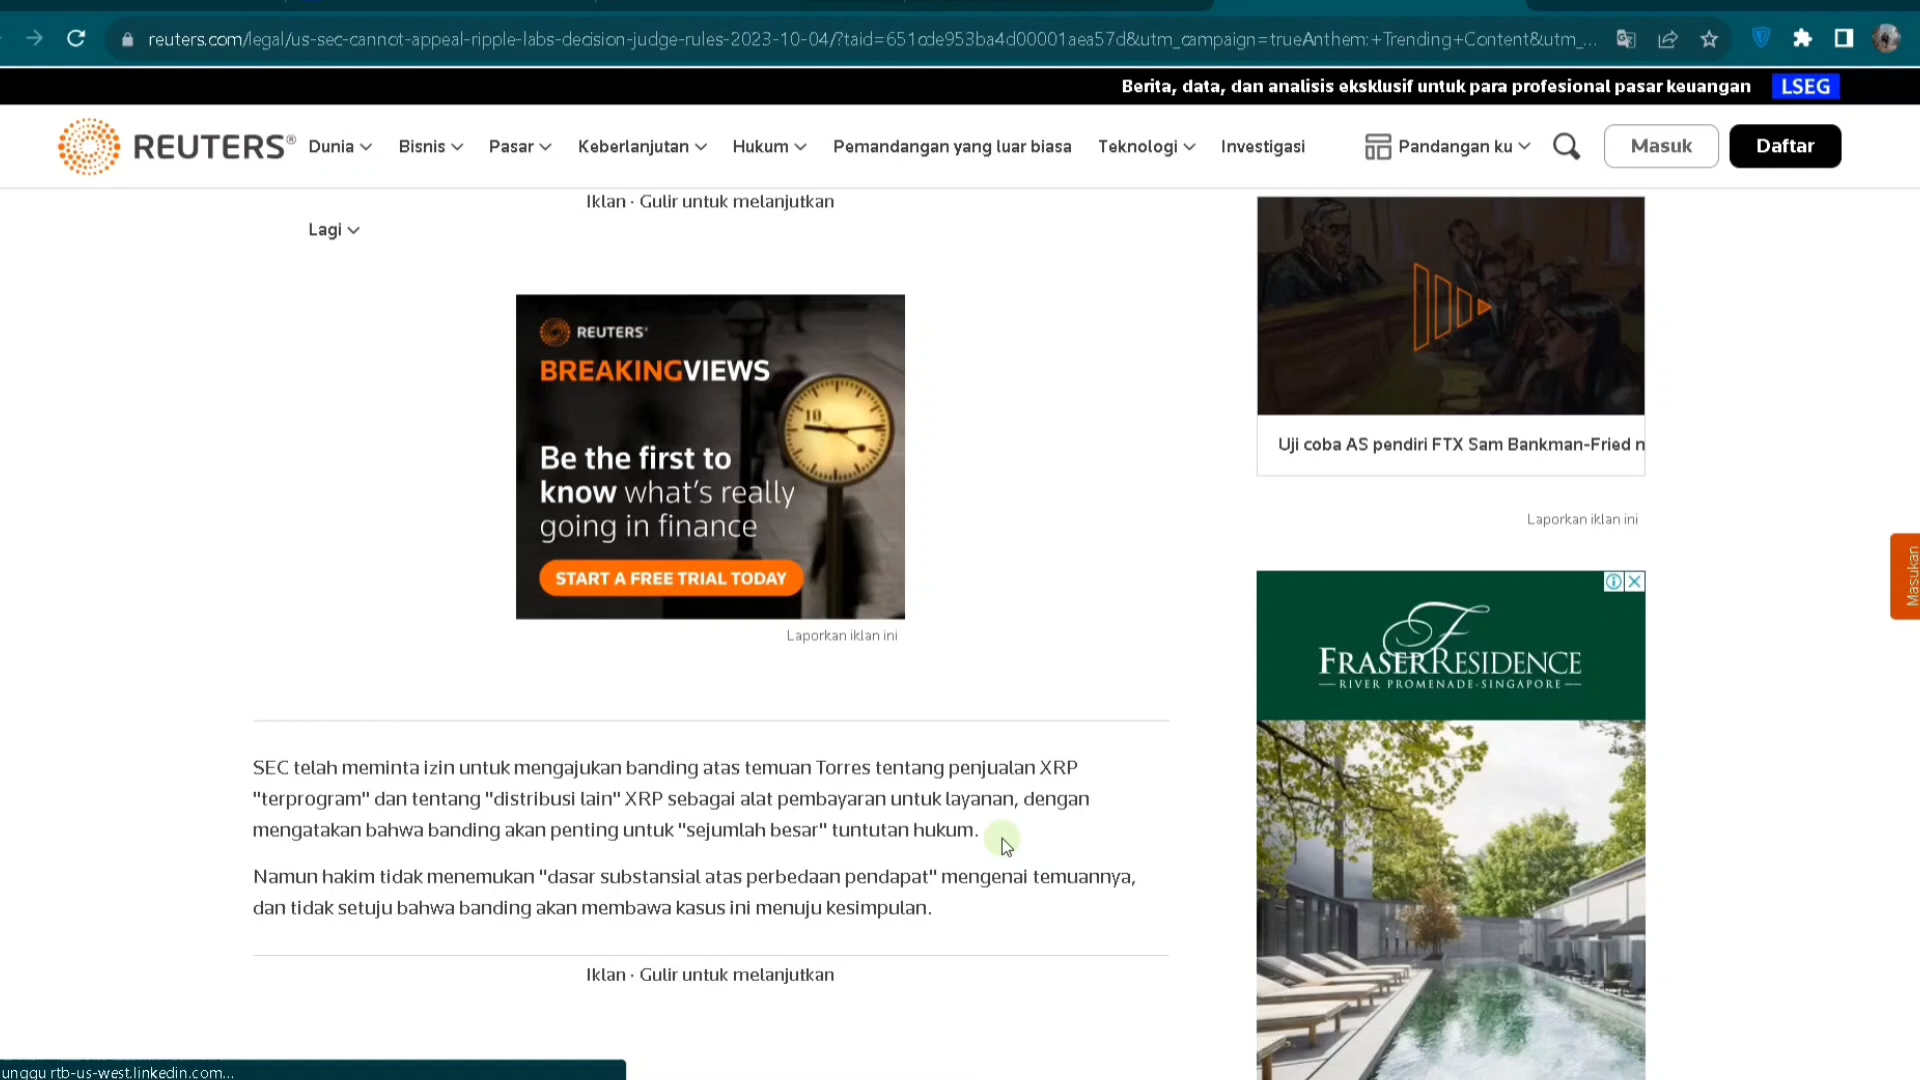 reuters.com/legal/us-sec-cannot-appeal-ripple-labs-decision-judge-rules-2023-10-04/?taid=651cde953ba4d00001aea57d&utm_campaign=trueAnthem:+Trending+Content&utm_...
Berita, data, dan analisis eksklusif untuk para profesional pasar keuangan LSEG
REUTERS® Dunia Bisnis Pasar Keberlanjutan Hukum Pemandangan yang luar biasa Teknologi Investigasi Pandangan ku Masuk Daftar
Iklan · Gulir untuk melanjutkan
Lagi
REUTERS
BREAKINGVIEWS
10
Be the first to
know what's really
going in finance
START A FREE TRIAL TODAY
Laporkan iklan ini
Uji coba AS pendiri FTX Sam Bankman-Fried n
Laporkan iklan ini
Masukan
F
FRASER RESIDENCE
RIVER PROMENADE-SINGAPORE
SEC telah meminta izin untuk mengajukan banding atas temuan Torres tentang penjualan XRP
"terprogram" dan tentang "distribusi lain" XRP sebagai alat pembayaran untuk layanan, dengan
mengatakan bahwa banding akan penting untuk "sejumlah besar" tuntutan hukum.
Namun hakim tidak menemukan "dasar substansial atas perbedaan pendapat" mengenai temuannya,
dan tidak setuju bahwa banding akan membawa kasus ini menuju kesimpulan.
Iklan · Gulir untuk melanjutkan
unggu rtb-us-west.linkedin.com...